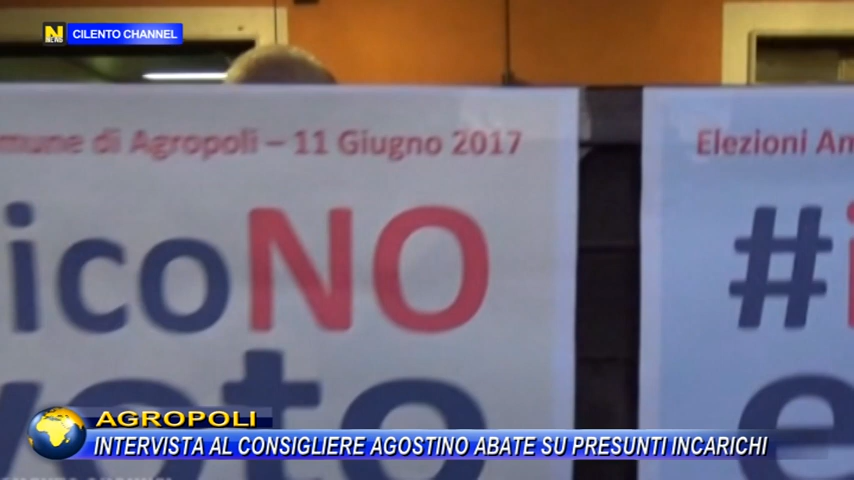 CILENTO CHANNEL
mune di Agropoli – 11 Giugno 2017
Elezioni Am
icoNO
#i
voto
e
AGROPOLI
INTERVISTA AL CONSIGLIERE AGOSTINO ABATE SU PRESUNTI INCARICHI